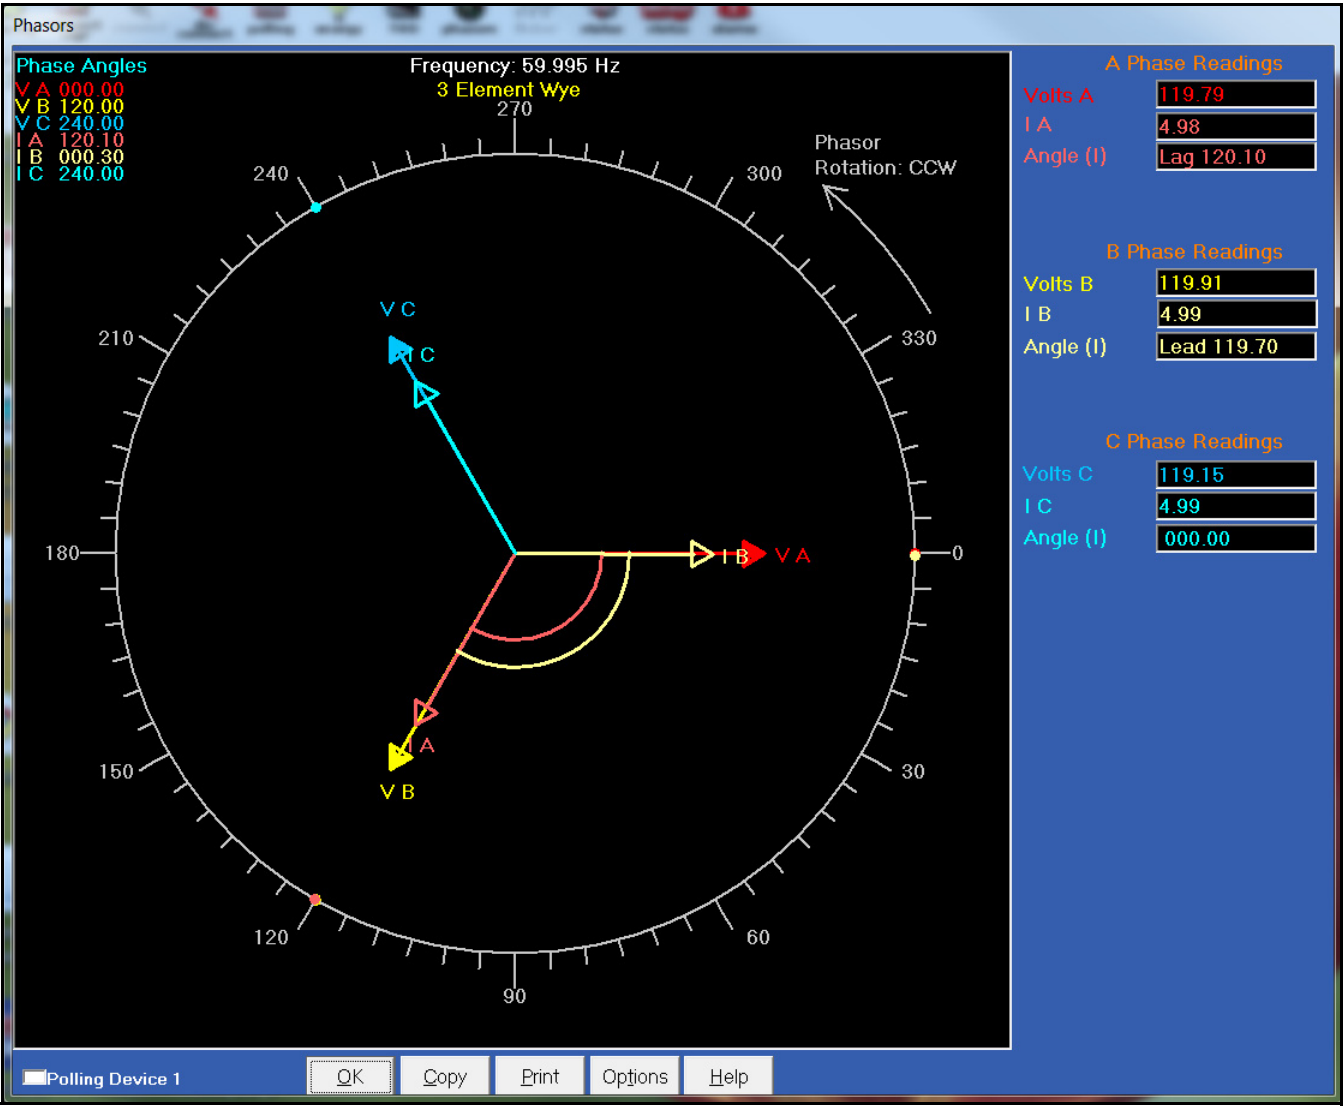 Phasors
Phase Angles
V A 000.00
V B 120.00
V C 240.00
I A 120.10
I B 000.30
I C 240.00
Frequency: 59.995 Hz
3 Element Wye
270
240
300
Phasor
Rotation: CCW
210
330
V C
I C
180
0
I B
V A
I A
V B
150
30
120
60
90
A Phase Readings
Volts A 119.79
I A 4.98
Angle (I) Lag 120.10
B Phase Readings
Volts B 119.91
I B 4.99
Angle (I) Lead 119.70
C Phase Readings
Volts C 119.15
I C 4.99
Angle (I) 000.00
Polling Device 1
OK
Copy
Print
Options
Help